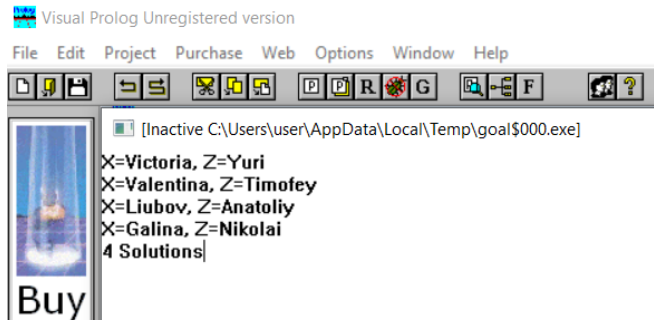 Visual Prolog Unregistered version
File Edit Project Purchase Web Options Window Help
P P R G F ?
[Inactive C:\Users\user\AppData\Local\Temp\goal$000.exe]
X=Victoria, Z=Yuri
X=Valentina, Z=Timofey
X=Liubov, Z=Anatoliy
X=Galina, Z=Nikolai
4 Solutions
Buy